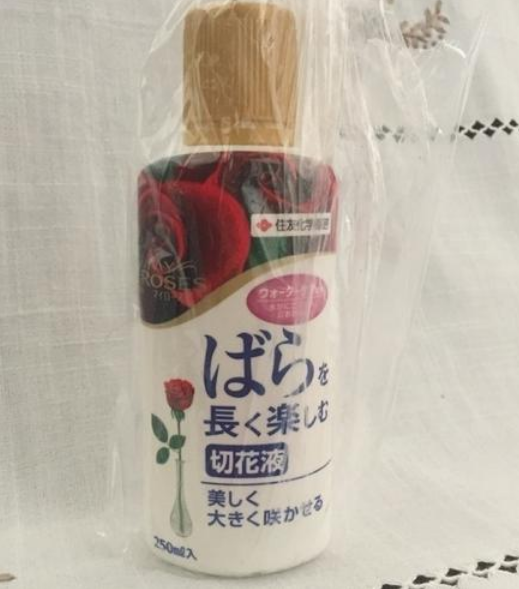 住友化学園芸
MY
ROSES
ばらを
長く楽しむ
切花液
美しく
大きく咲かせる
250mℓ入